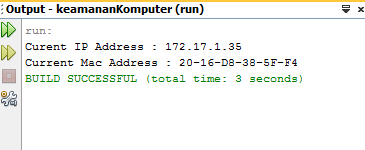 Output - keamananKomputer (run)
run:
Curent IP Address : 172.17.1.35
Current Mac Address : 20-16-D8-38-5F-F4
BUILD SUCCESSFUL (total time: 3 seconds)